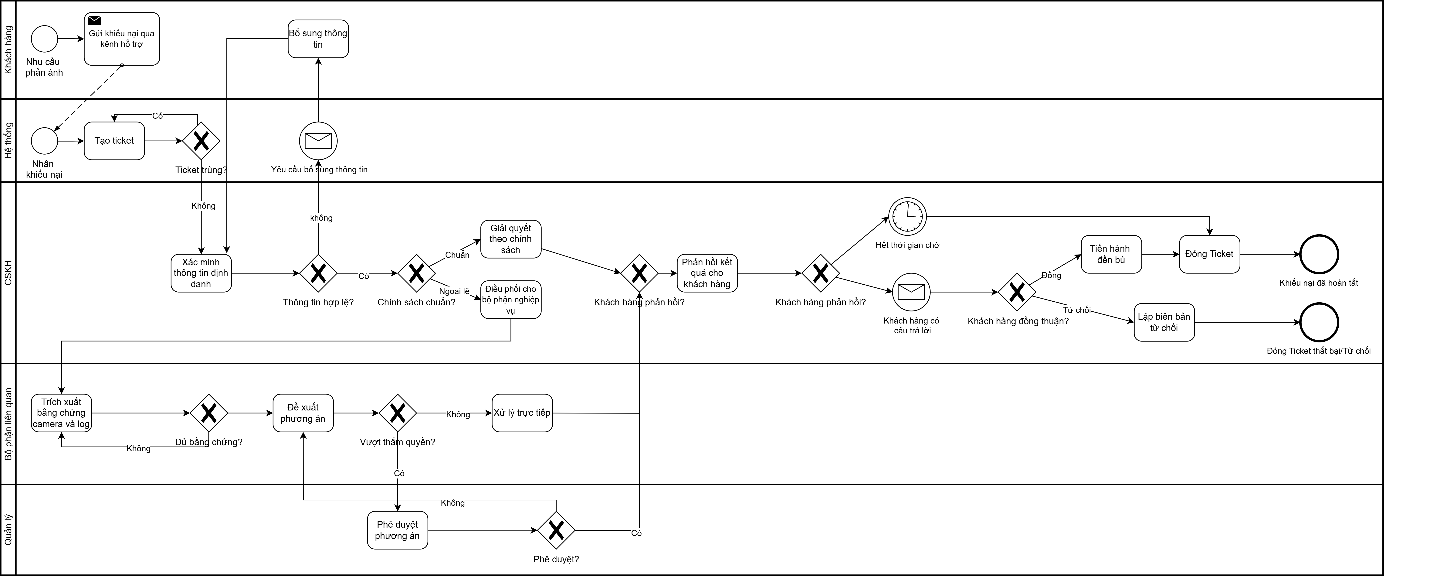 Khách hàng
Gửi khiếu nại qua
kênh hỗ trợ
Nhu cầu
phản ánh
Bổ sung thông
tin
Hệ thống
Nhận
khiếu nại
Tạo ticket
Có
Ticket trùng?
Yêu cầu bổ sung thông tin
CSKH
Không
Xác minh
thông tin định
danh
không
Thông tin hợp lệ?
Có
Chính sách chuẩn?
Chuẩn
Ngoại lệ
Giải quyết
theo chính
sách
Điều phối cho
bộ phận nghiệp
vụ
Khách hàng phản hồi?
Phản hồi kết
quả cho
khách hàng
Khách hàng phản hồi?
Hết thời gian chờ
Khách hàng có
câu trả lời
Khách hàng đồng thuận?
Đồng
Từ chối
Tiến hành
đền bù
Đóng Ticket
Khiếu nại đã hoàn tất
Lập biên bản
từ chối
Đóng Ticket thất bại/Từ chối
Bộ phận liên quan
Trích xuất
bằng chứng
camera và log
Không
Đủ bằng chứng?
Đề xuất
phương án
Vượt thẩm quyền?
Không
Xử lý trực tiếp
Có
Quản lý
Không
Phê duyệt
phương án
Phê duyệt?
Có